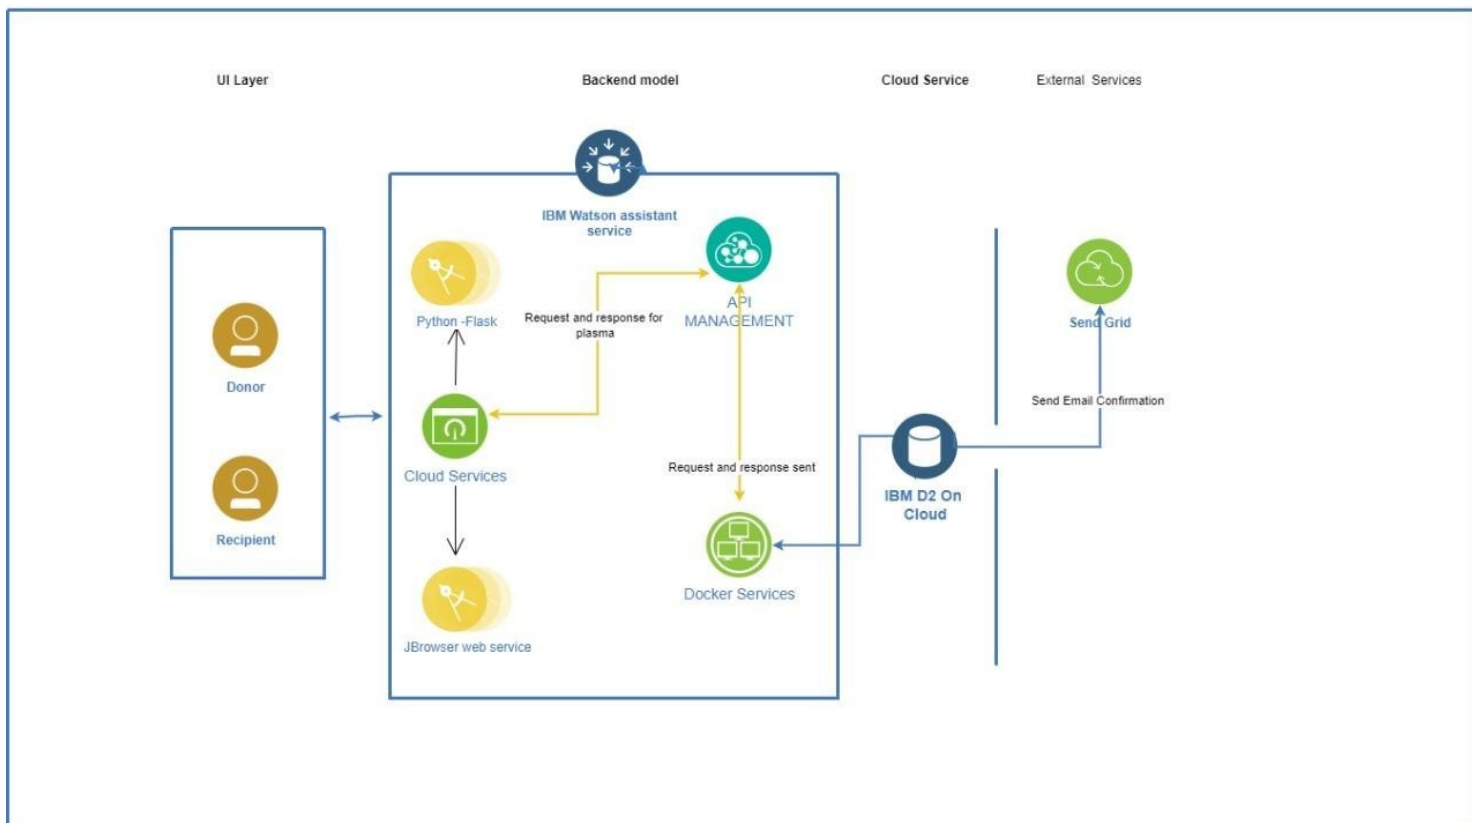 UI Layer
Backend model
Cloud Service
External Services
IBM Watson assistant
service
Python -Flask
Request and response for
plasma
API
MANAGEMENT
Send Grid
Donor
Send Email Confirmation
Cloud Services
Request and response sent
IBM D2 On
Cloud
Recipient
Docker Services
JBrowser web service